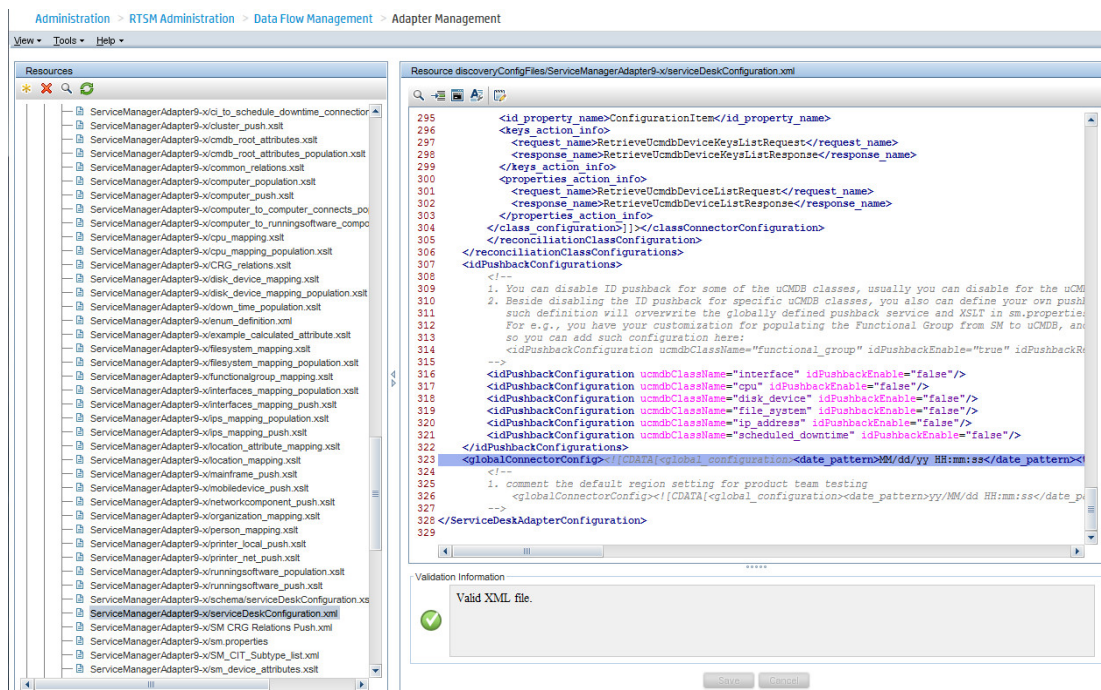 Administration > RTSM Administration > Data Flow Management > Adapter Management
View Tools Help
Resources
ServiceManagerAdapter9-x/ci_to_schedule_downtime_connection
ServiceManagerAdapter9-x/cluster_push.xslt
ServiceManagerAdapter9-x/cmdb_root_attributes.xslt
ServiceManagerAdapter9-x/cmdb_root_attributes_population.xslt
ServiceManagerAdapter9-x/common_relations.xslt
ServiceManagerAdapter9-x/computer_population.xslt
ServiceManagerAdapter9-x/computer_push.xslt
ServiceManagerAdapter9-x/computer_to_computer_connects_po
ServiceManagerAdapter9-x/computer_to_runningsoftware_compo
ServiceManagerAdapter9-x/cpu_mapping.xslt
ServiceManagerAdapter9-x/cpu_mapping_population.xslt
ServiceManagerAdapter9-x/CRG_relations.xslt
ServiceManagerAdapter9-x/disk_device_mapping.xslt
ServiceManagerAdapter9-x/disk_device_mapping_population.xslt
ServiceManagerAdapter9-x/down_time_population.xslt
ServiceManagerAdapter9-x/enum_definition.xml
ServiceManagerAdapter9-x/example_calculated_attribute.xslt
ServiceManagerAdapter9-x/filesystem_mapping.xslt
ServiceManagerAdapter9-x/filesystem_mapping_population.xslt
ServiceManagerAdapter9-x/functionalgroup_mapping.xslt
ServiceManagerAdapter9-x/interfaces_mapping_population.xslt
ServiceManagerAdapter9-x/interfaces_mapping_push.xslt
ServiceManagerAdapter9-x/ips_mapping_population.xslt
ServiceManagerAdapter9-x/ips_mapping_push.xslt
ServiceManagerAdapter9-x/location_attribute_mapping.xslt
ServiceManagerAdapter9-x/location_mapping.xslt
ServiceManagerAdapter9-x/mainframe_push.xslt
ServiceManagerAdapter9-x/mobiledevice_push.xslt
ServiceManagerAdapter9-x/networkcomponent_push.xslt
ServiceManagerAdapter9-x/organization_mapping.xslt
ServiceManagerAdapter9-x/person_mapping.xslt
ServiceManagerAdapter9-x/printer_local_push.xslt
ServiceManagerAdapter9-x/printer_net_push.xslt
ServiceManagerAdapter9-x/runningsoftware_population.xslt
ServiceManagerAdapter9-x/runningsoftware_push.xslt
ServiceManagerAdapter9-x/schema/serviceDeskConfiguration.xs
ServiceManagerAdapter9-x/serviceDeskConfiguration.xml
ServiceManagerAdapter9-x/SM CRG Relations Push.xml
ServiceManagerAdapter9-x/sm.properties
ServiceManagerAdapter9-x/SM_CIT_Subtype_list.xml
ServiceManagerAdapter9-x/sm_device_attributes.xslt
Resource discoveryConfigFiles/ServiceManagerAdapter9-x/serviceDeskConfiguration.xml
295 <id_property_name>ConfigurationItem</id_property_name>
296 <keys_action_info>
297 <request_name>RetrieveUcmdbDeviceKeysListRequest</request_name>
298 <response_name>RetrieveUcmdbDeviceKeysListResponse</response_name>
299 </keys_action_info>
300 <properties_action_info>
301 <request_name>RetrieveUcmdbDeviceListRequest</request_name>
302 <response_name>RetrieveUcmdbDeviceListResponse</response_name>
303 </properties_action_info>
304 </class_configuration>]]></classConnectorConfiguration>
305 </reconciliationClassConfiguration>
306 </reconciliationClassConfigurations>
307 <idPushbackConfigurations>
308 <!--
309 1. You can disable ID pushback for some of the uCMDB classes, usually you can disable for the uCM
310 2. Beside disabling the ID pushback for specific uCMDB classes, you also can define your own push
311 such definition will orverwrite the globally defined pushback service and XSLT in sm.properties
312 For e.g., you have your customization for populating the Functional Group from SM to uCMDB, and
313 so you can add such configuration here:
314 <idPushbackConfiguration ucmdbClassName="functional_group" idPushbackEnable="true" idPushbackRe
315 -->
316 <idPushbackConfiguration ucmdbClassName="interface" idPushbackEnable="false"/>
317 <idPushbackConfiguration ucmdbClassName="cpu" idPushbackEnable="false"/>
318 <idPushbackConfiguration ucmdbClassName="disk_device" idPushbackEnable="false"/>
319 <idPushbackConfiguration ucmdbClassName="file_system" idPushbackEnable="false"/>
320 <idPushbackConfiguration ucmdbClassName="ip_address" idPushbackEnable="false"/>
321 <idPushbackConfiguration ucmdbClassName="scheduled_downtime" idPushbackEnable="false"/>
322 </idPushbackConfigurations>
323 <globalConnectorConfig><![CDATA[<global_configuration><date_pattern>MM/dd/yy HH:mm:ss</date_pattern><t
324 <!--
325 1. comment the default region setting for product team testing
326 <globalConnectorConfig><![CDATA[<global_configuration><date_pattern>yy/MM/dd HH:mm:ss</date_p
327 -->
328 </ServiceDeskAdapterConfiguration>
329
Validation Information
Valid XML file.
Save Cancel